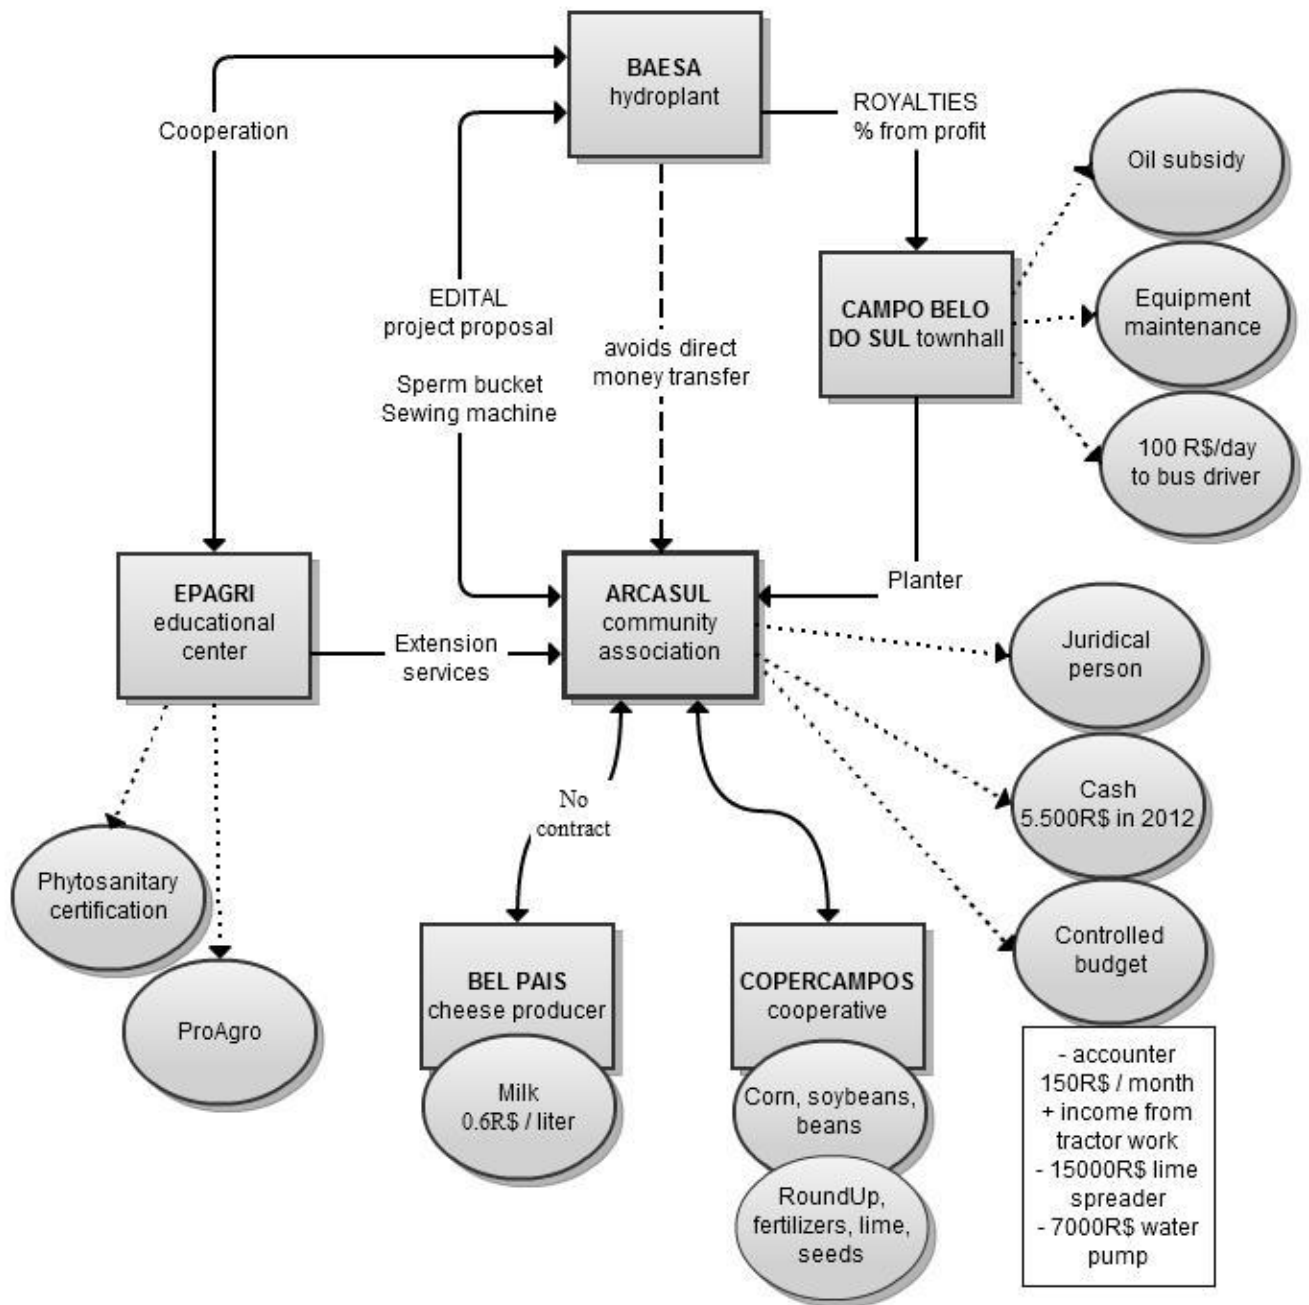 BAESA
hydroplant
Cooperation
ROYALTIES
% from profit
Oil subsidy
EDITAL
project proposal
Sperm bucket
Sewing machine
avoids direct
money transfer
CAMPO BELO
DO SUL townhall
Equipment
maintenance
100 R$/day
to bus driver
EPAGRI
educational
center
Extension
services
ARCASUL
community
association
Planter
Juridical
person
Cash
5.500R$ in 2012
Controlled
budget
- accounter
150R$ / month
+ income from
tractor work
- 15000R$ lime
spreader
- 7000R$ water
pump
Phytosanitary
certification
ProAgro
No
contract
BEL PAIS
cheese producer
Milk
0.6R$ / liter
COPERCAMPOS
cooperative
Corn, soybeans,
beans
RoundUp,
fertilizers, lime,
seeds